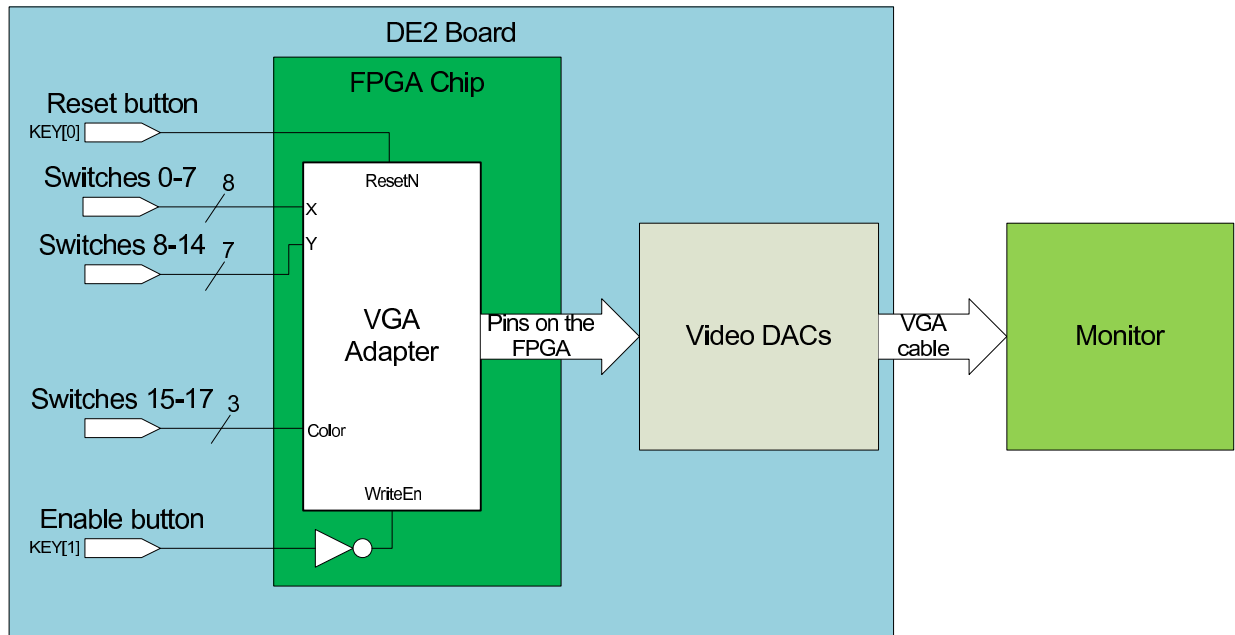 DE2 Board
FPGA Chip
Reset button
KEY[0]
ResetN
Switches 0-7
8
X
Switches 8-14
7
Y
VGA
Adapter
Pins on the
FPGA
Video DACs
VGA
cable
Monitor
Switches 15-17
3
Color
WriteEn
Enable button
KEY[1]